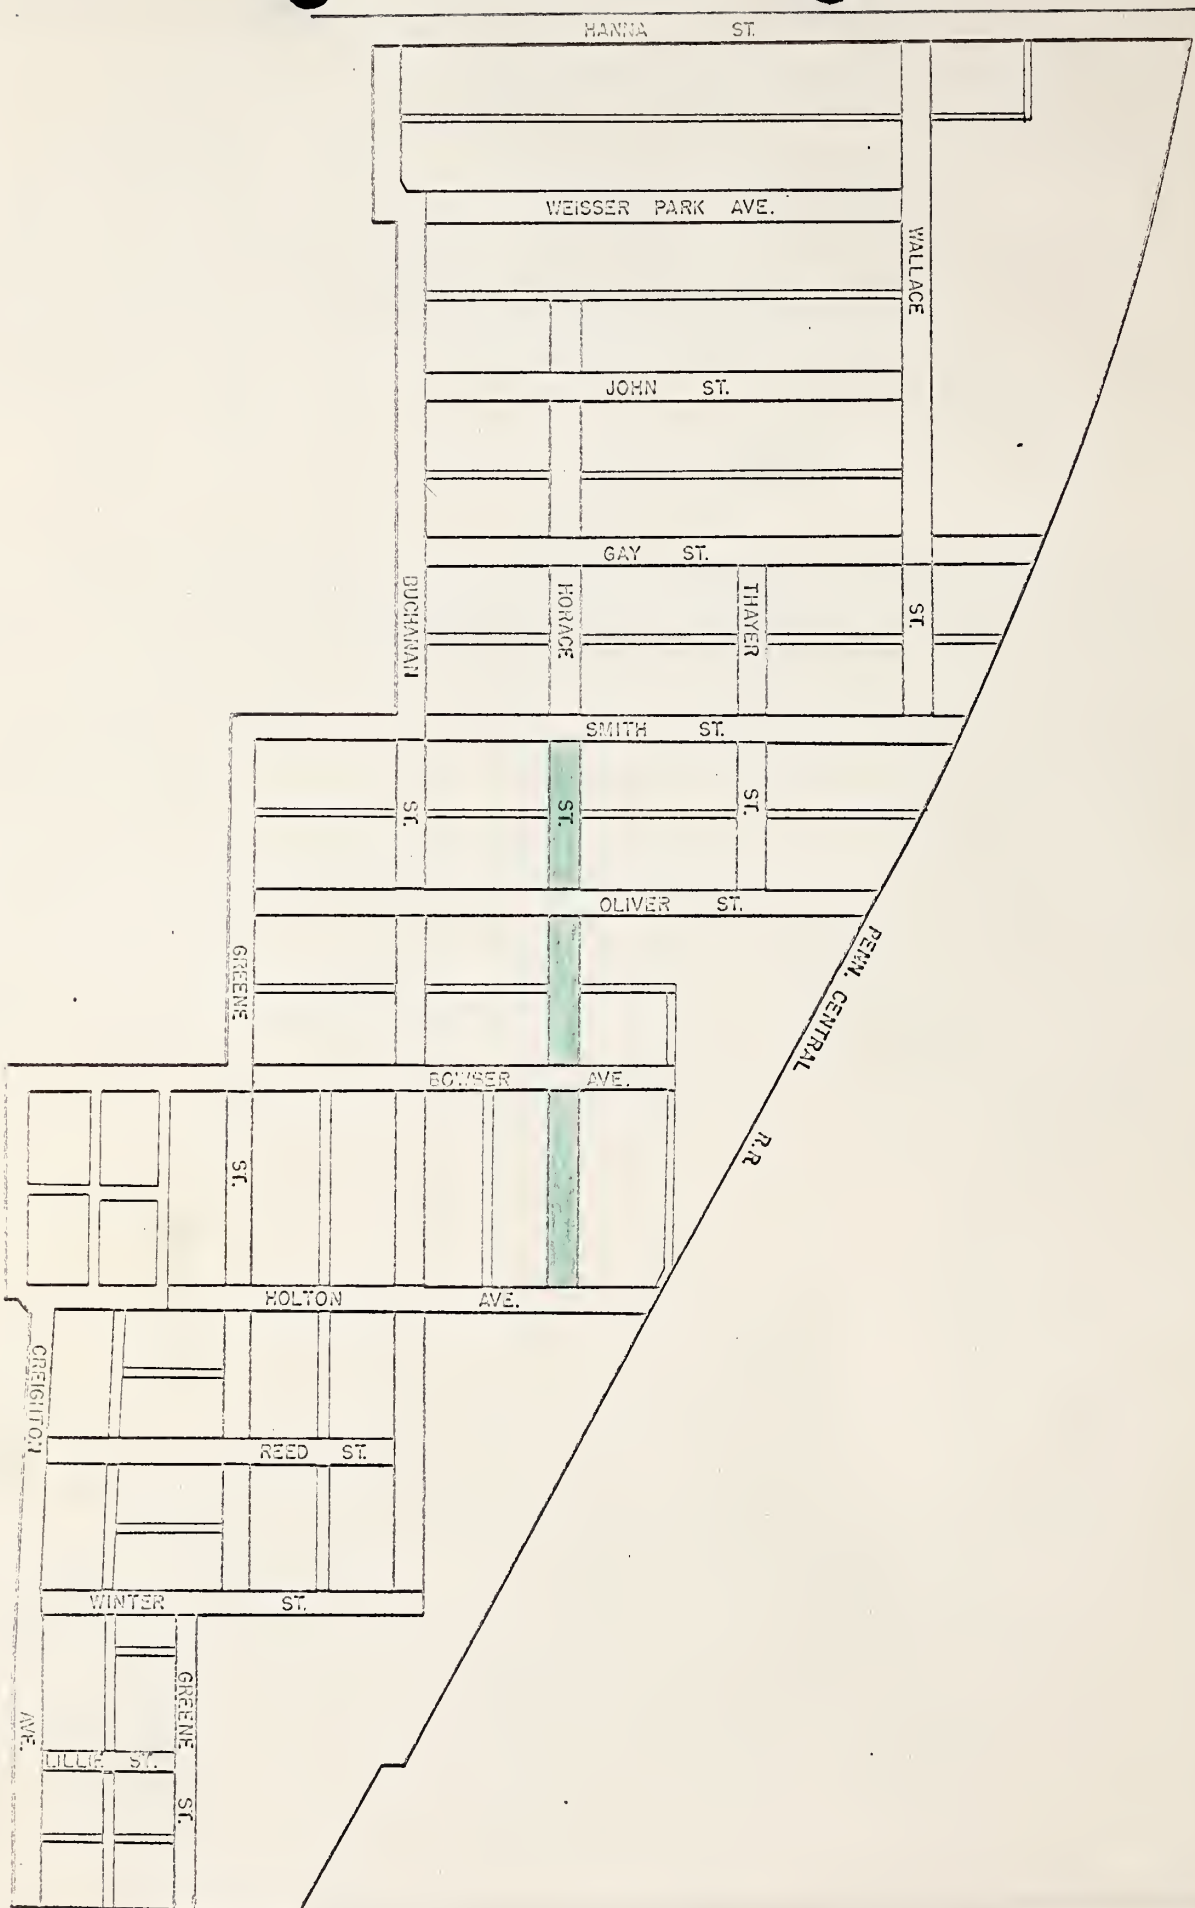 HANNA ST.
WEISSER PARK AVE.
WALLACE ST.
JOHN ST.
GAY ST.
BUCHANAN ST.
HORACE ST.
THAYER ST.
SMITH ST.
OLIVER ST.
PENN. CENTRAL R.R.
GREENE ST.
BOWSER AVE.
HOLTON AVE.
CREIGHTON AVE.
REED ST.
WINTER ST.
GREENE ST.
LILLIE ST.